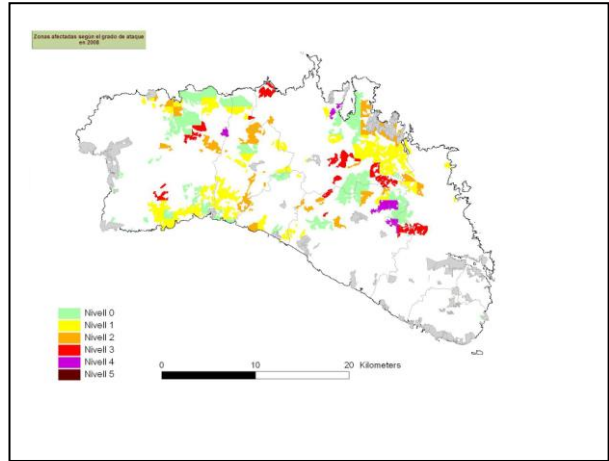 Zonas afectadas según el grado de ataque
en 2008
Nivell 0
Nivell 1
Nivell 2
Nivell 3
Nivell 4
Nivell 5
0 10 20 Kilometers